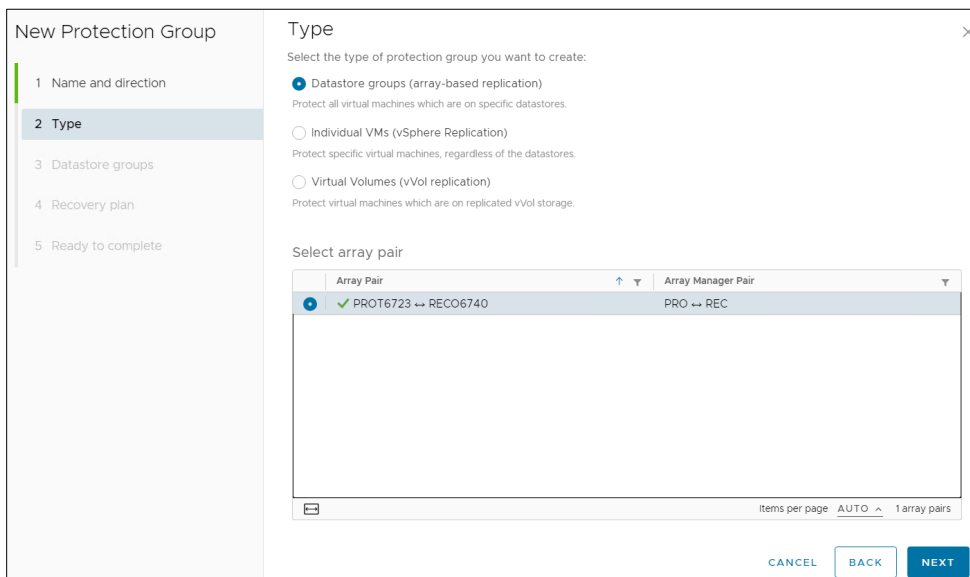 New Protection Group
1 Name and direction
2 Type
3 Datastore groups
4 Recovery plan
5 Ready to complete
Type
Select the type of protection group you want to create:
Datastore groups (array-based replication)
Protect all virtual machines which are on specific datastores.
Individual VMs (vSphere Replication)
Protect specific virtual machines, regardless of the datastores.
Virtual Volumes (vVol replication)
Protect virtual machines which are on replicated vVol storage.
Select array pair
Array Pair Array Manager Pair
PROT6723 ↔ RECO6740 PRO ↔ REC
Items per page AUTO 1 array pairs
CANCEL BACK NEXT